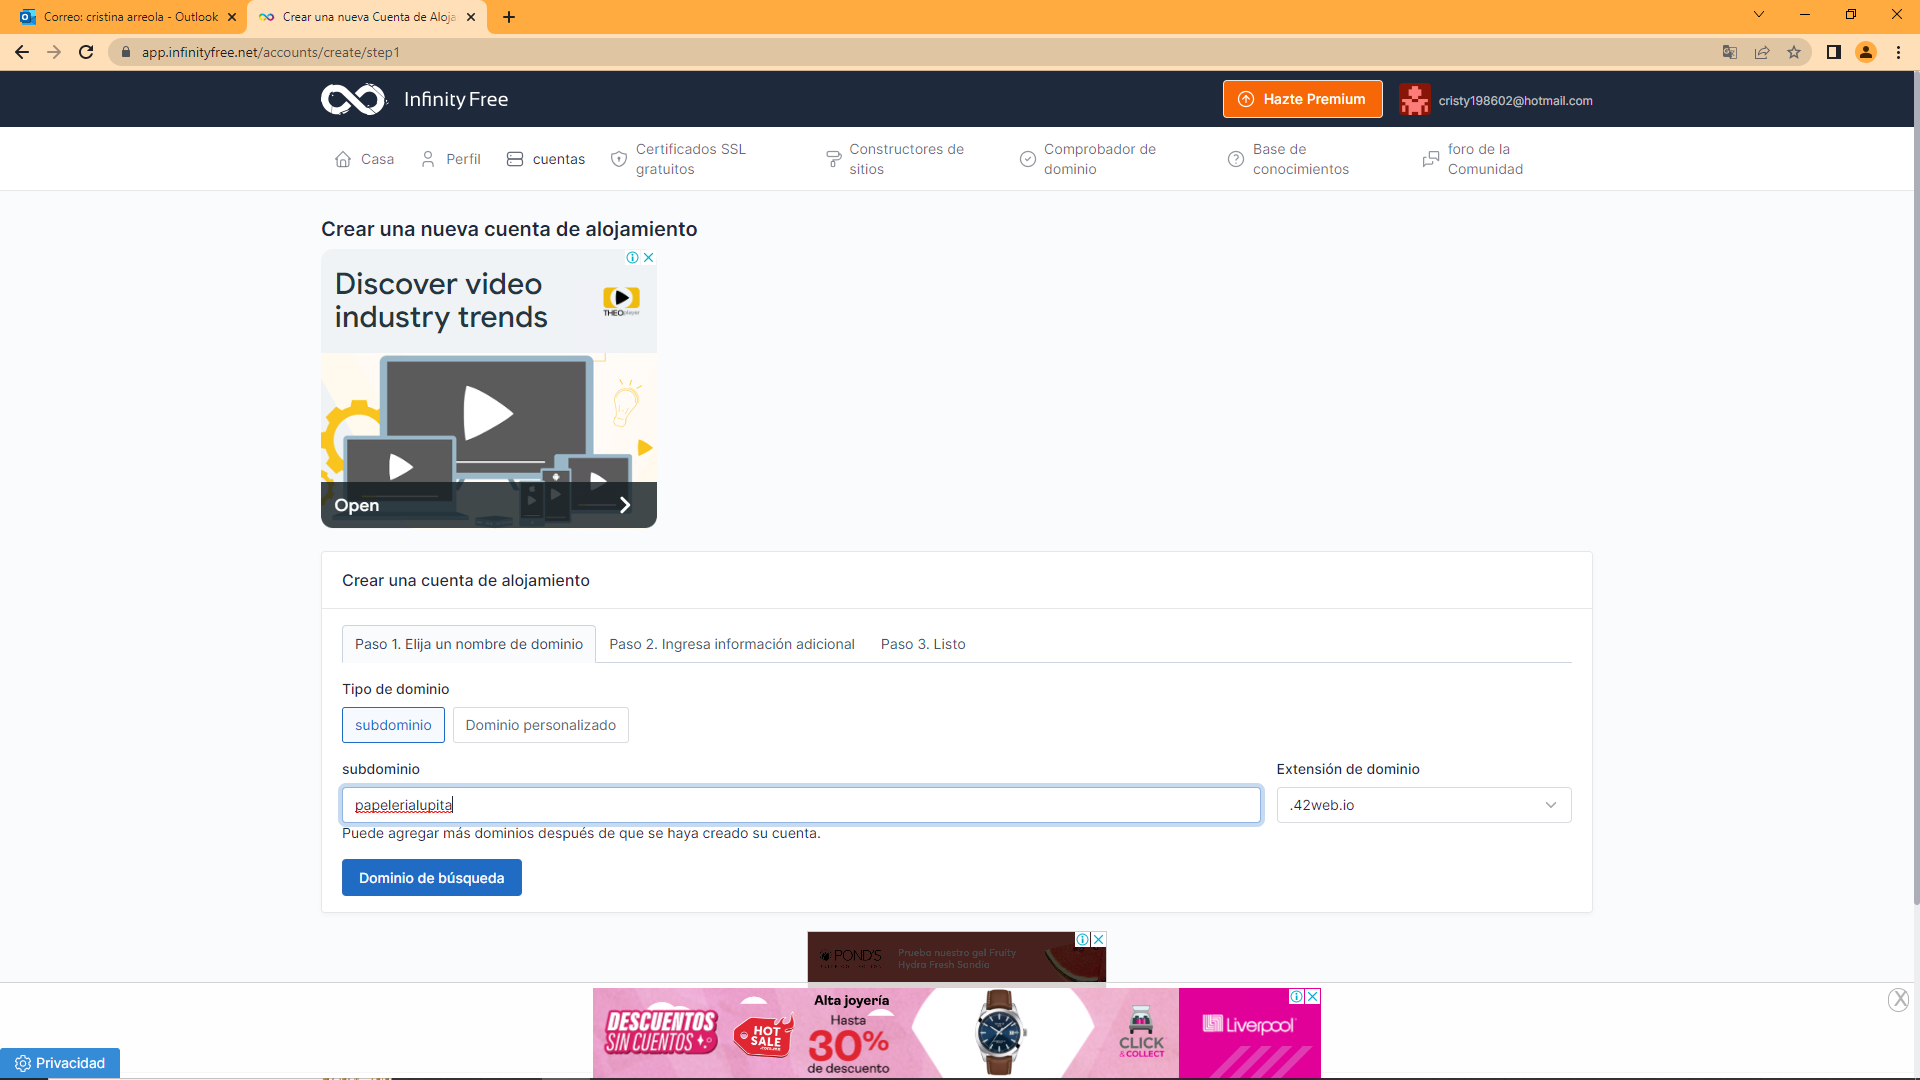 Correo: cristina arreola - Outlook
Crear una nueva Cuenta de Aloja
app.infinityfree.net/accounts/create/step1
Infinity Free
Hazte Premium
cristy198602@hotmail.com
Casa
Perfil
cuentas
Certificados SSL
gratuitos
Constructores de
sitios
Comprobador de
dominio
Base de
conocimientos
foro de la
Comunidad
Crear una nueva cuenta de alojamiento
Discover video
industry trends
THEOplayer
Open
Crear una cuenta de alojamiento
Paso 1. Elija un nombre de dominio
Paso 2. Ingresa información adicional
Paso 3. Listo
Tipo de dominio
subdominio
Dominio personalizado
subdominio
Extensión de dominio
papelerialupita
.42web.io
Puede agregar más dominios después de que se haya creado su cuenta.
Dominio de búsqueda
POND'S
Prueba nuestro gel Fruity
Hydra Fresh Sandía
DESCUENTOS
SIN CUENTOS
HOT
SALE
Alta joyería
Hasta
30%
de descuento
CLICK
&COLLECT
Liverpool
X
Privacidad